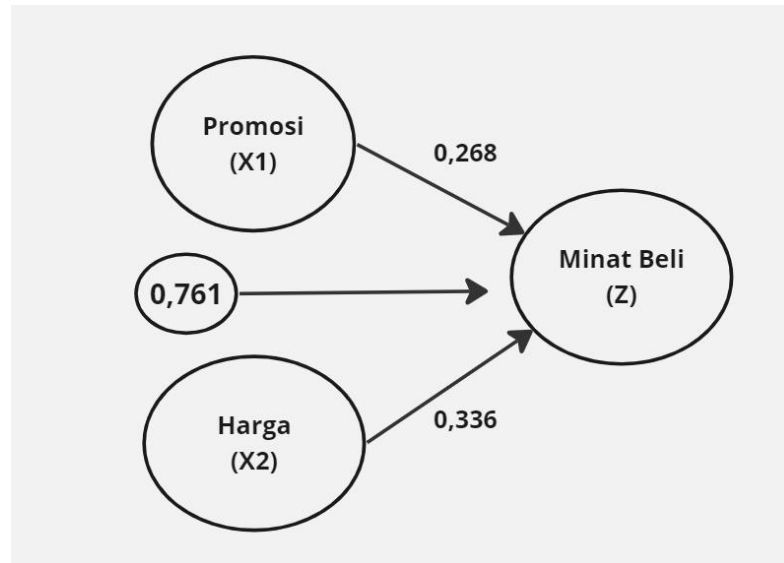 Promosi
(X1)
0,268
Minat Beli
(Z)
0,761
Harga
(X2)
0,336